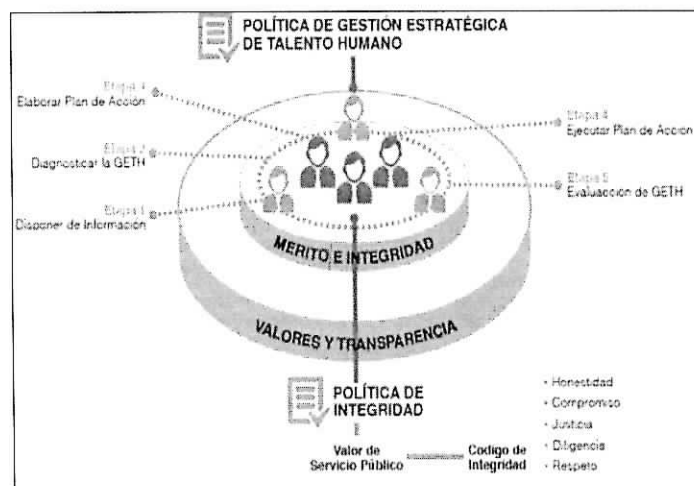 POLÍTICA DE GESTIÓN ESTRATÉGICA
DE TALENTO HUMANO
Etapa 3
Elaborar Plan de Acción
Etapa 2
Diagnosticar la GETH
Etapa 1
Disponer de Información
Etapa 4
Ejecutar Plan de Acción
Etapa 5
Evaluacción de GETH
MERITO E INTEGRIDAD
VALORES Y TRANSPARENCIA
POLÍTICA DE
INTEGRIDAD
Valor de
Servicio Público
Codigo de
Integridad
• Honestidad
• Compromiso
• Justicia
• Diligencia
• Respeto